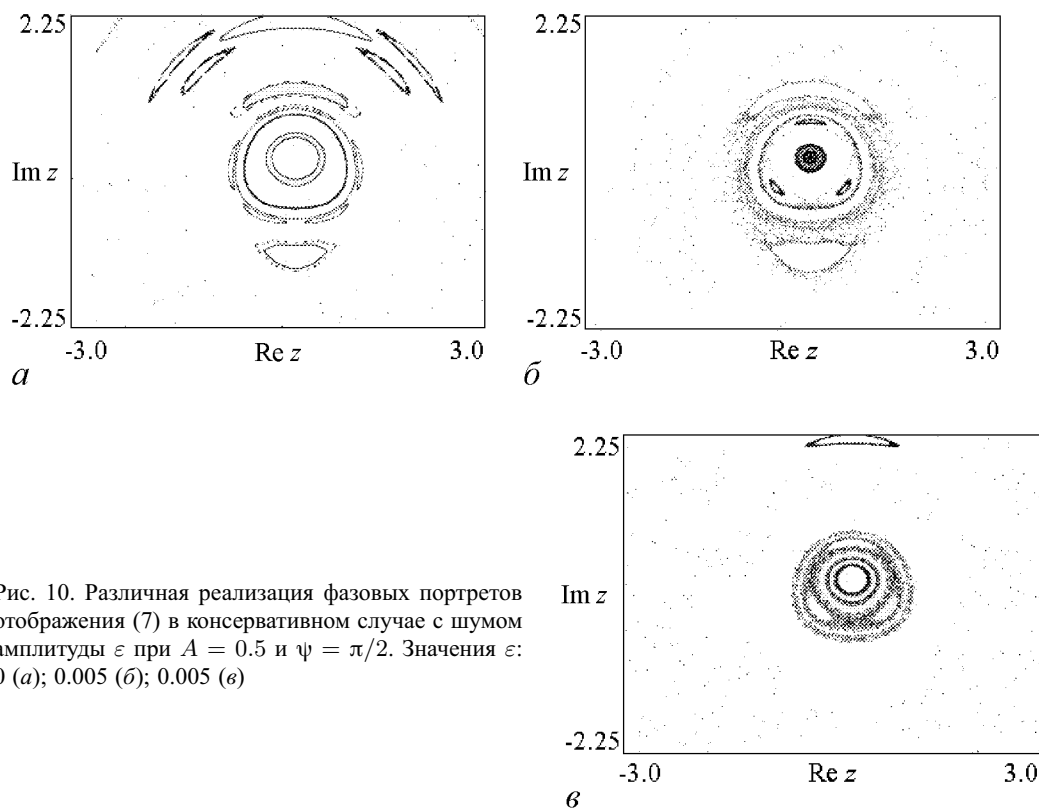 2.25
Im z
-2.25
-3.0 Re z 3.0
а
2.25
Im z
-2.25
-3.0 Re z 3.0
б
Рис. 10. Различная реализация фазовых портретов
отображения (7) в консервативном случае с шумом
амплитуды ε при A = 0.5 и ψ = π/2. Значения ε:
0 (а); 0.005 (б); 0.005 (в)
2.25
Im z
-2.25
-3.0 Re z 3.0
в